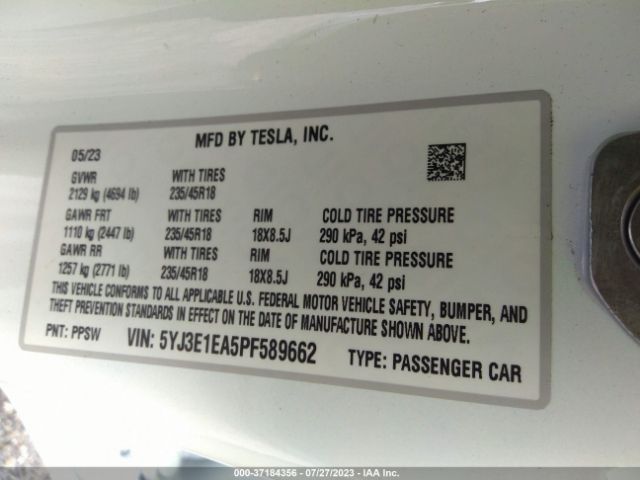 MFD BY TESLA, INC.
05/23
GVWR WITH TIRES
2129 kg (4694 lb) 235/45R18
GAWR FRT WITH TIRES RIM COLD TIRE PRESSURE
1110 kg (2447 lb) 235/45R18 18X8.5J 290 kPa, 42 psi
GAWR RR WITH TIRES RIM COLD TIRE PRESSURE
1257 kg (2771 lb) 235/45R18 18X8.5J 290 kPa, 42 psi
THIS VEHICLE CONFORMS TO ALL APPLICABLE U.S. FEDERAL MOTOR VEHICLE SAFETY, BUMPER, AND
THEFT PREVENTION STANDARDS IN EFFECT ON THE DATE OF MANUFACTURE SHOWN ABOVE.
PNT: PPSW VIN: 5YJ3E1EA5PF589662 TYPE: PASSENGER CAR
000-37184356 - 07/27/2023 - IAA Inc.